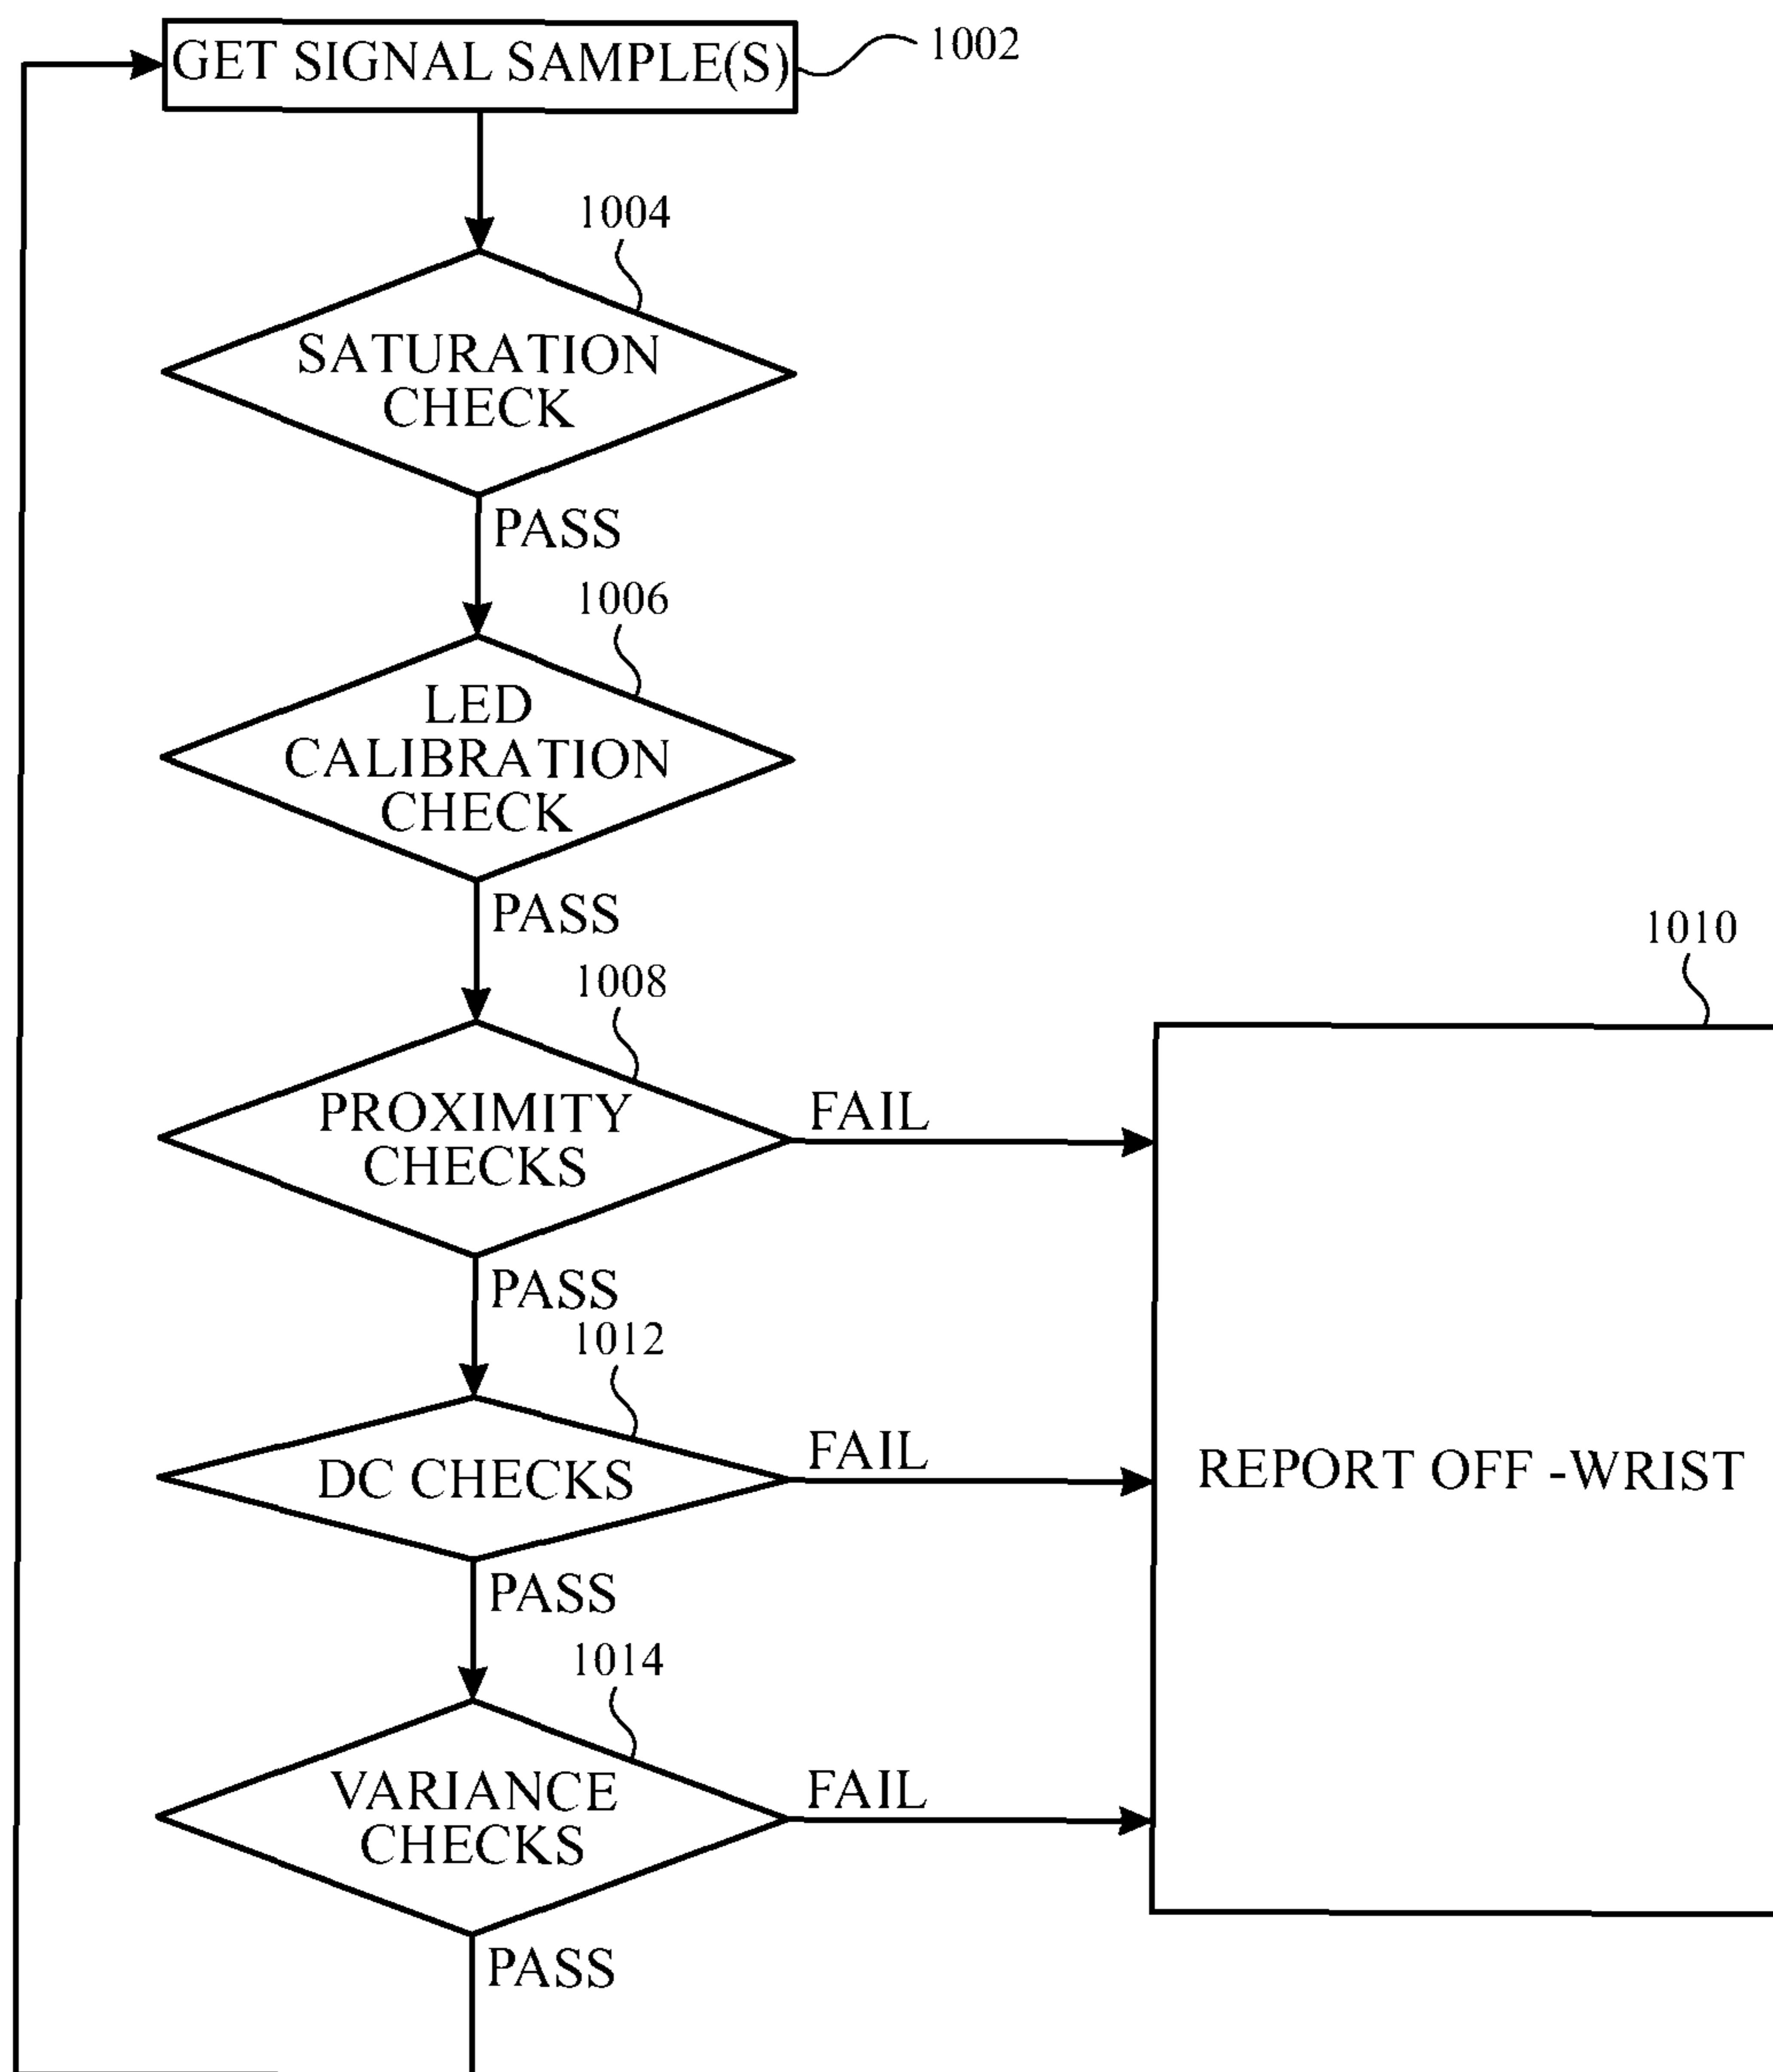 GET SIGNAL SAMPLE(S)
1002
1004
SATURATION
CHECK
PASS
1006
LED
CALIBRATION
CHECK
PASS
1008
PROXIMITY
CHECKS
FAIL
1010
PASS
1012
DC CHECKS
FAIL
REPORT OFF -WRIST
PASS
1014
VARIANCE
CHECKS
FAIL
PASS